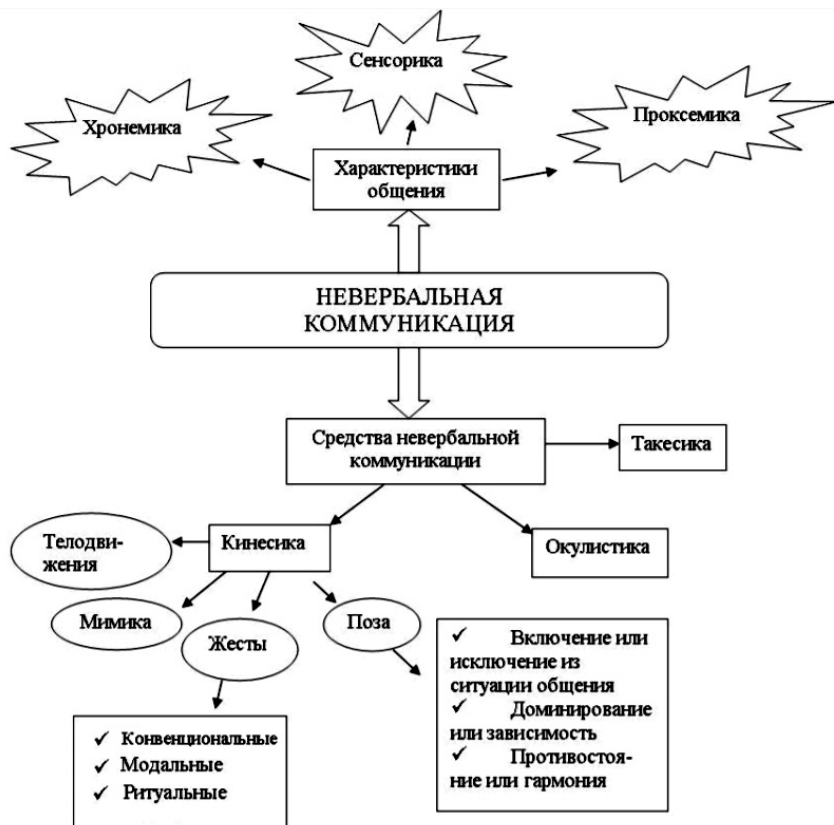 Сенсорика
Хронемика
Проксемика
Характеристики
общения
НЕВЕРБАЛЬНАЯ
КОММУНИКАЦИЯ
Средства невербальной
коммуникации
Такесика
Телодви-
жения
Кинесика
Окулистика
Мимика
Жесты
Поза
✓ Включение или
исключение из
ситуации общения
✓ Доминирование
или зависимость
✓ Противостоя-
ние или гармония
✓ Конвенциональные
✓ Модальные
✓ Ритуальные